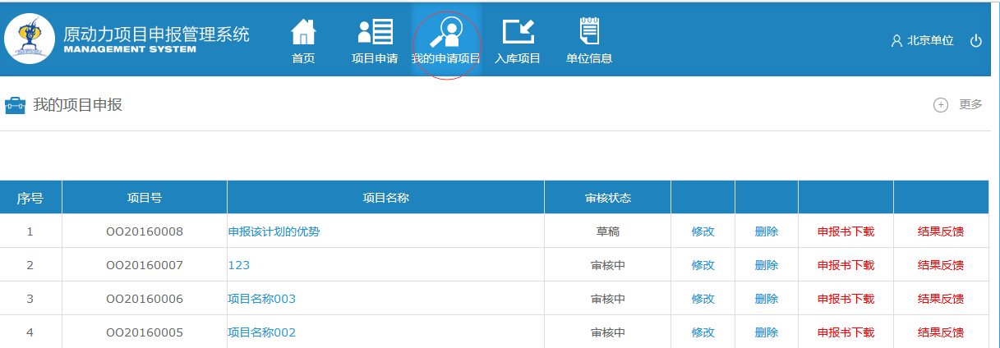 原动力项目申报管理系统
MANAGEMENT SYSTEM
首页 项目申请 我的申请项目 入库项目 单位信息
北京单位
我的项目申报 更多
序号 项目号 项目名称 审核状态
1 OO20160008 申报该计划的优势 草稿 修改 删除 申报书下载 结果反馈
2 OO20160007 123 审核中 修改 删除 申报书下载 结果反馈
3 OO20160006 项目名称003 审核中 修改 删除 申报书下载 结果反馈
4 OO20160005 项目名称002 审核中 修改 删除 申报书下载 结果反馈